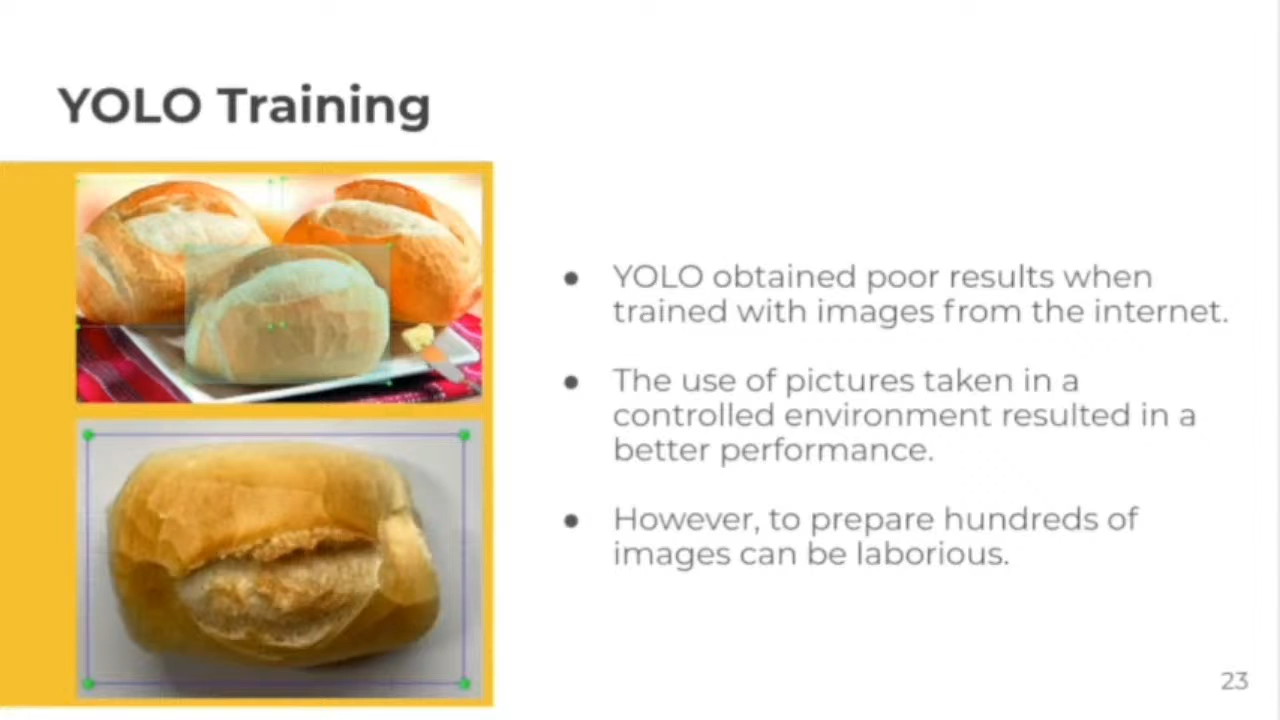 YOLO Training
● YOLO obtained poor results when
trained with images from the internet.
● The use of pictures taken in a
controlled environment resulted in a
better performance.
● However, to prepare hundreds of
images can be laborious.
23